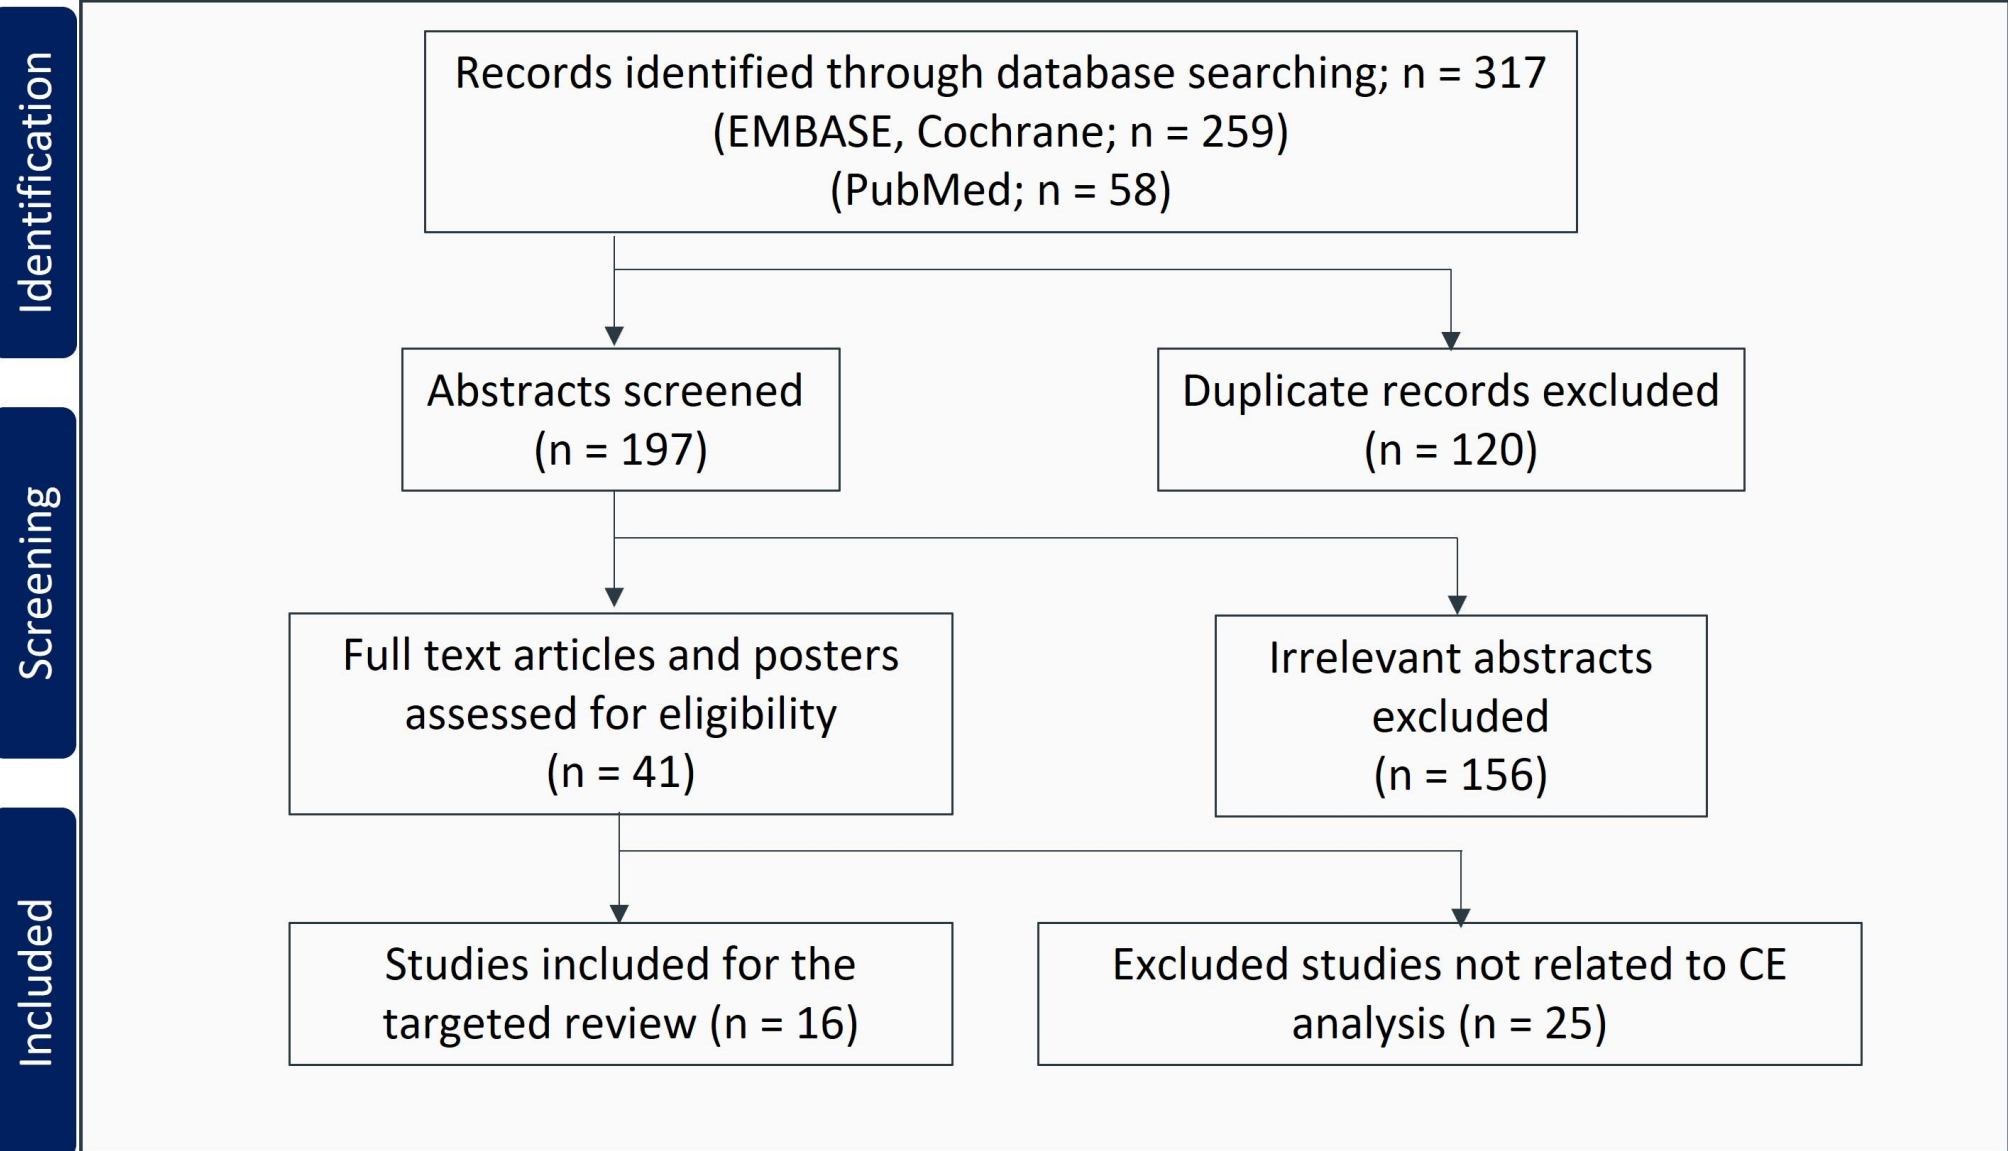 Identification
Records identified through database searching; n = 317
(EMBASE, Cochrane; n = 259)
(PubMed; n = 58)
Abstracts screened
(n = 197)
Duplicate records excluded
(n = 120)
Screening
Full text articles and posters
assessed for eligibility
(n = 41)
Irrelevant abstracts
excluded
(n = 156)
Included
Studies included for the
targeted review (n = 16)
Excluded studies not related to CE
analysis (n = 25)